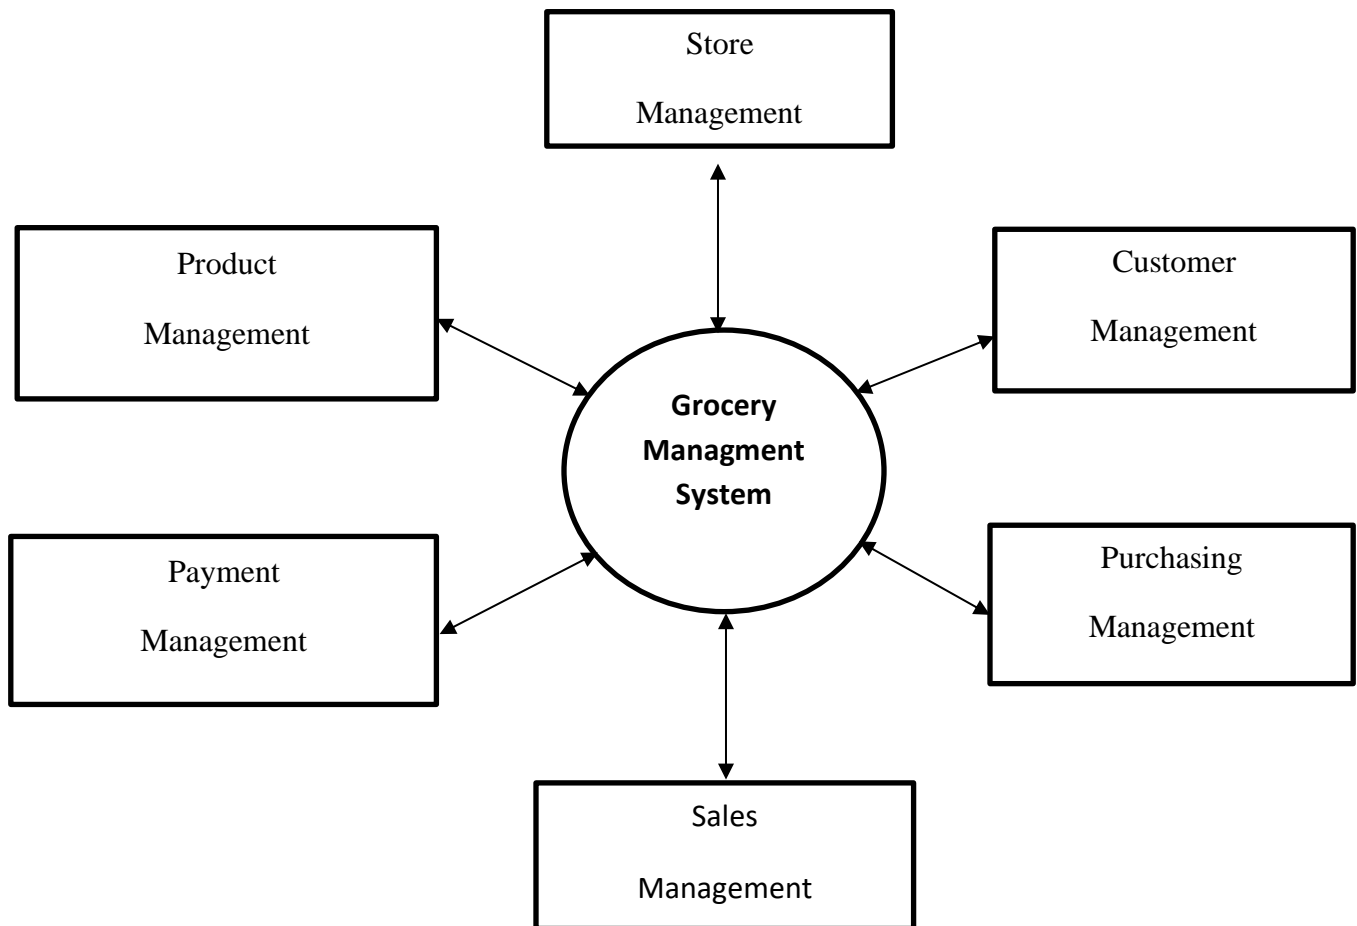 Store
Management
Product
Management
Customer
Management
Grocery
Managment
System
Payment
Management
Purchasing
Management
Sales
Management